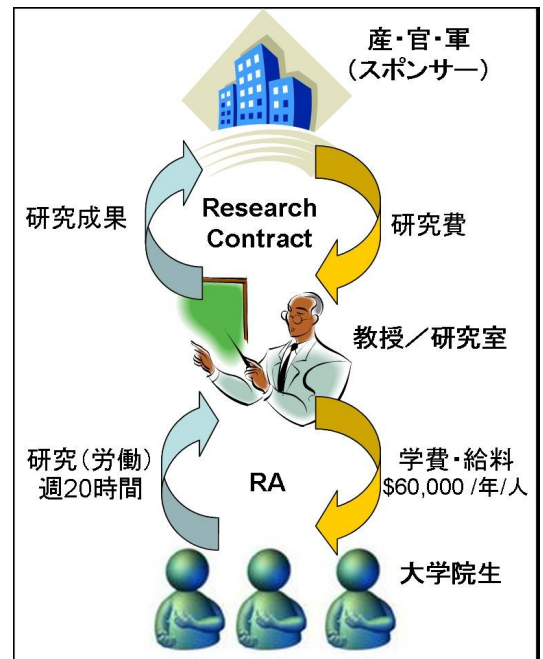 産・官・軍
(スポンサー)
研究成果
Research
Contract
研究費
教授／研究室
研究(労働)
週20時間
RA
学費・給料
$60,000 /年/人
大学院生